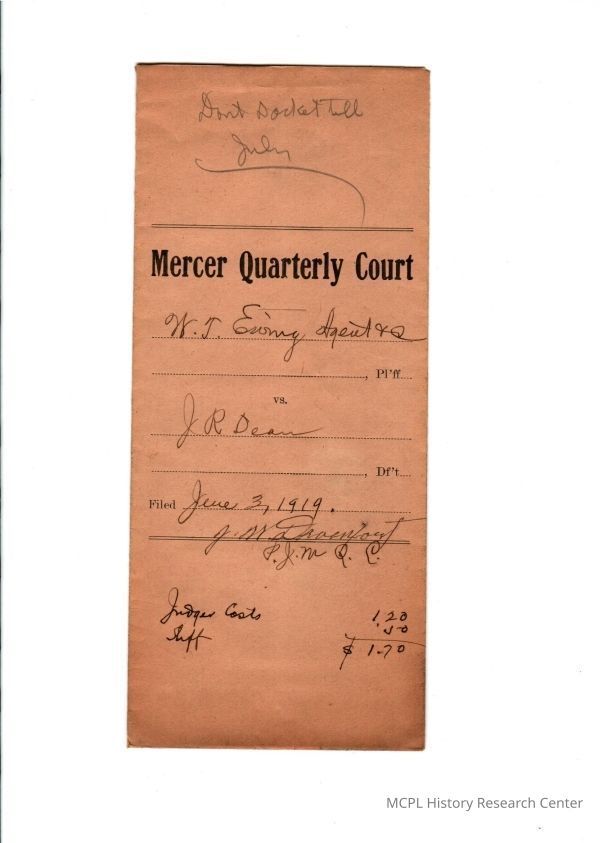 Don't Docket till
July
Mercer Quarterly Court
W. T. Ewing Agent &c
, Pl'ff.
vs.
J R Dean
, Df't.
Filed June 3, 1919.
J. W. Davenport
P. J. M Q. C.
Judges Costs 1.20
Shff .50
$ 1.70
MCPL History Research Center